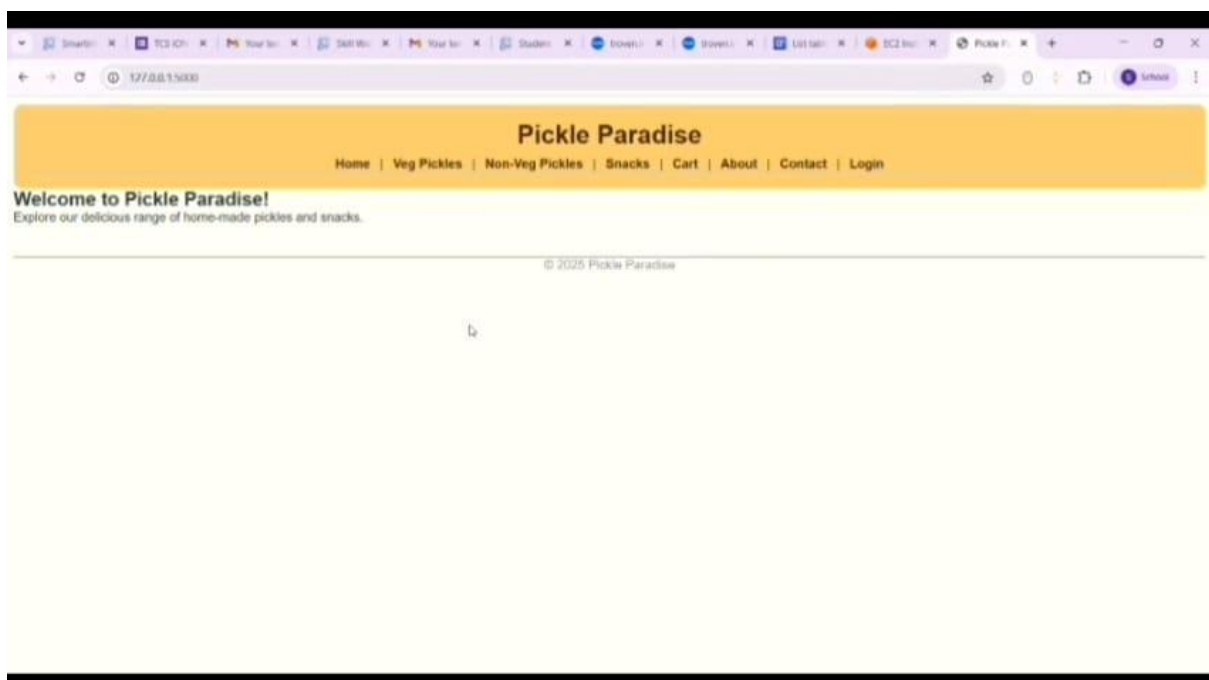 127.0.0.1:5000
School
Pickle Paradise
Home | Veg Pickles | Non-Veg Pickles | Snacks | Cart | About | Contact | Login
Welcome to Pickle Paradise!
Explore our delicious range of home-made pickles and snacks.
© 2025 Pickle Paradise